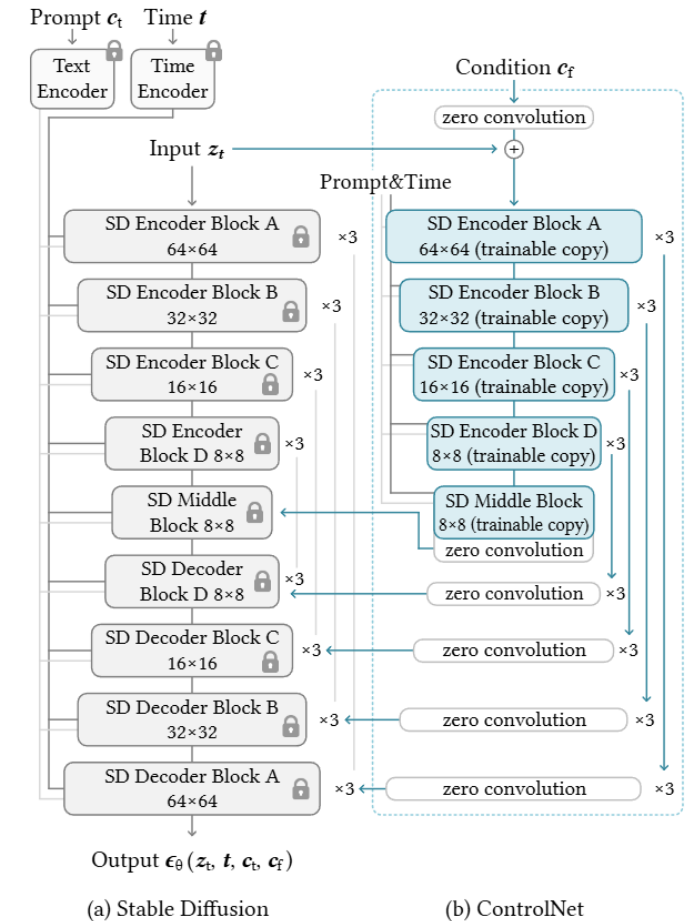 Prompt cₜ
Time t
Text
Encoder
Time
Encoder
Input zₜ
SD Encoder Block A
64×64
×3
SD Encoder Block B
32×32
×3
SD Encoder Block C
16×16
×3
SD Encoder
Block D 8×8
×3
SD Middle
Block 8×8
SD Decoder
Block D 8×8
×3
SD Decoder Block C
16×16
×3
SD Decoder Block B
32×32
×3
SD Decoder Block A
64×64
×3
Output ϵθ(zₜ, t, cₜ, c_f)
(a) Stable Diffusion
Condition c_f
zero convolution
+
Prompt&Time
SD Encoder Block A
64×64 (trainable copy)
×3
SD Encoder Block B
32×32 (trainable copy)
×3
SD Encoder Block C
16×16 (trainable copy)
×3
SD Encoder Block D
8×8 (trainable copy)
×3
SD Middle Block
8×8 (trainable copy)
zero convolution
zero convolution
×3
zero convolution
×3
zero convolution
×3
zero convolution
×3
(b) ControlNet